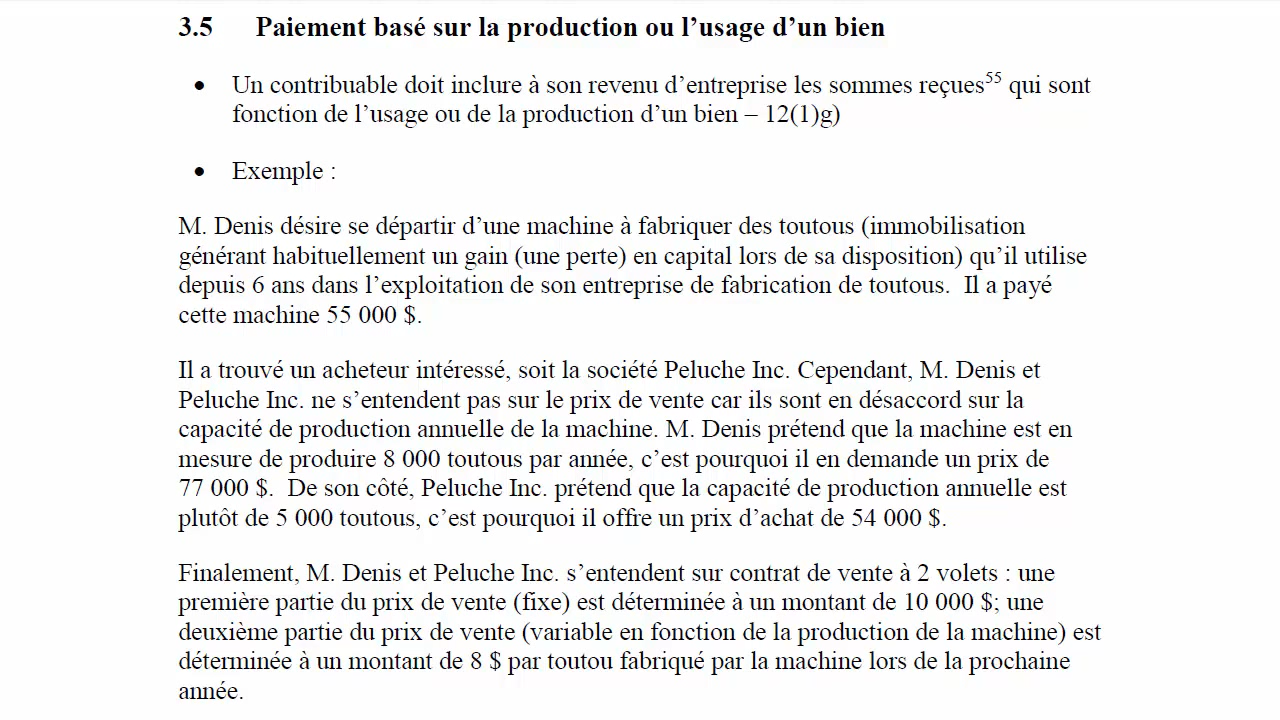 3.5 Paiement basé sur la production ou l’usage d’un bien
• Un contribuable doit inclure à son revenu d’entreprise les sommes reçues55 qui sont
fonction de l’usage ou de la production d’un bien – 12(1)g)
• Exemple :
M. Denis désire se départir d’une machine à fabriquer des toutous (immobilisation
générant habituellement un gain (une perte) en capital lors de sa disposition) qu’il utilise
depuis 6 ans dans l’exploitation de son entreprise de fabrication de toutous. Il a payé
cette machine 55 000 $.
Il a trouvé un acheteur intéressé, soit la société Peluche Inc. Cependant, M. Denis et
Peluche Inc. ne s’entendent pas sur le prix de vente car ils sont en désaccord sur la
capacité de production annuelle de la machine. M. Denis prétend que la machine est en
mesure de produire 8 000 toutous par année, c’est pourquoi il en demande un prix de
77 000 $. De son côté, Peluche Inc. prétend que la capacité de production annuelle est
plutôt de 5 000 toutous, c’est pourquoi il offre un prix d’achat de 54 000 $.
Finalement, M. Denis et Peluche Inc. s’entendent sur contrat de vente à 2 volets : une
première partie du prix de vente (fixe) est déterminée à un montant de 10 000 $; une
deuxième partie du prix de vente (variable en fonction de la production de la machine) est
déterminée à un montant de 8 $ par toutou fabriqué par la machine lors de la prochaine
année.